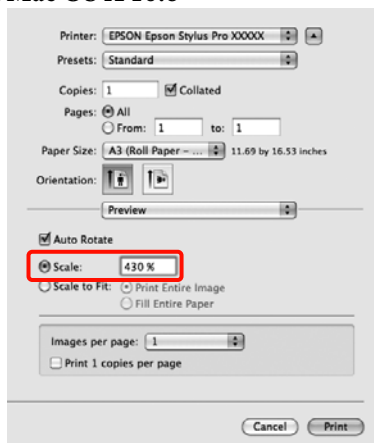 Mac OS X
Printer: EPSON Epson Stylus Pro XXXXX
Presets: Standard
Copies: 1 Collated
Pages: All
From: 1 to: 1
Paper Size: A3 (Roll Paper – ... 11.69 by 16.53 inches
Orientation:
Preview
Auto Rotate
Scale: 430 %
Scale to Fit: Print Entire Image
Fill Entire Paper
Images per page: 1
Print 1 copies per page
Cancel Print